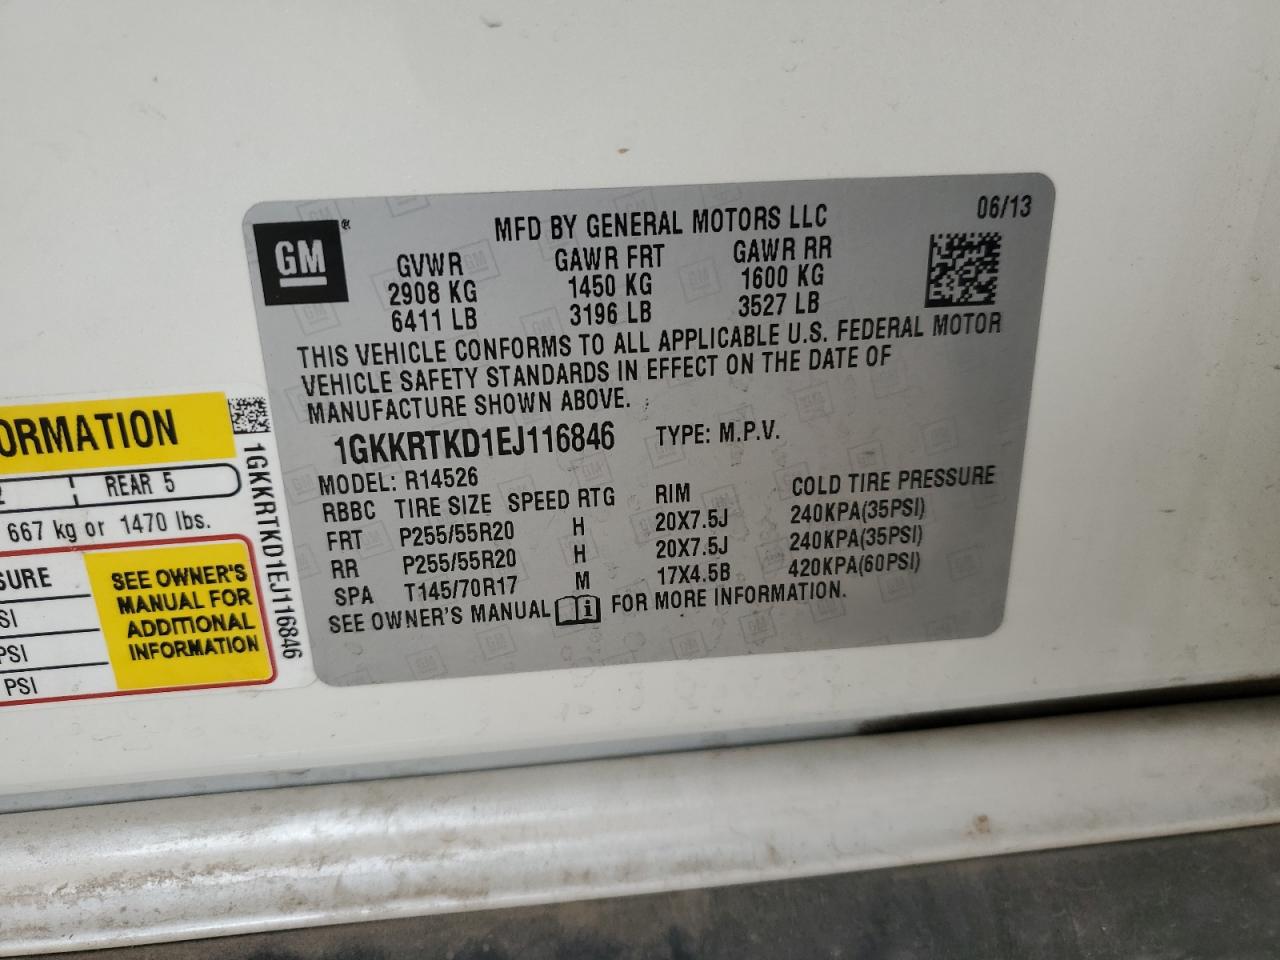 GM ®
MFD BY GENERAL MOTORS LLC 06/13
GVWR GAWR FRT GAWR RR
2908 KG 1450 KG 1600 KG
6411 LB 3196 LB 3527 LB
THIS VEHICLE CONFORMS TO ALL APPLICABLE U.S. FEDERAL MOTOR
VEHICLE SAFETY STANDARDS IN EFFECT ON THE DATE OF
MANUFACTURE SHOWN ABOVE.
1GKKRTKD1EJ116846 TYPE: M.P.V.
MODEL: R14526
RBBC TIRE SIZE SPEED RTG RIM COLD TIRE PRESSURE
FRT P255/55R20 H 20X7.5J 240KPA(35PSI)
RR P255/55R20 H 20X7.5J 240KPA(35PSI)
SPA T145/70R17 M 17X4.5B 420KPA(60PSI)
SEE OWNER'S MANUAL i FOR MORE INFORMATION.
ORMATION
REAR 5
667 kg or 1470 lbs.
SURE
SI
PSI
PSI
SEE OWNER'S
MANUAL FOR
ADDITIONAL
INFORMATION
1GKKRTKD1EJ116846